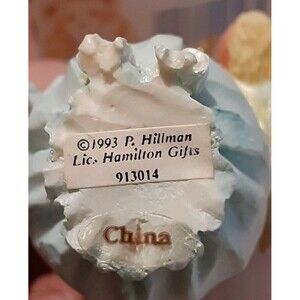 ©1993 P. Hillman
Lic. Hamilton Gifts
913014
China